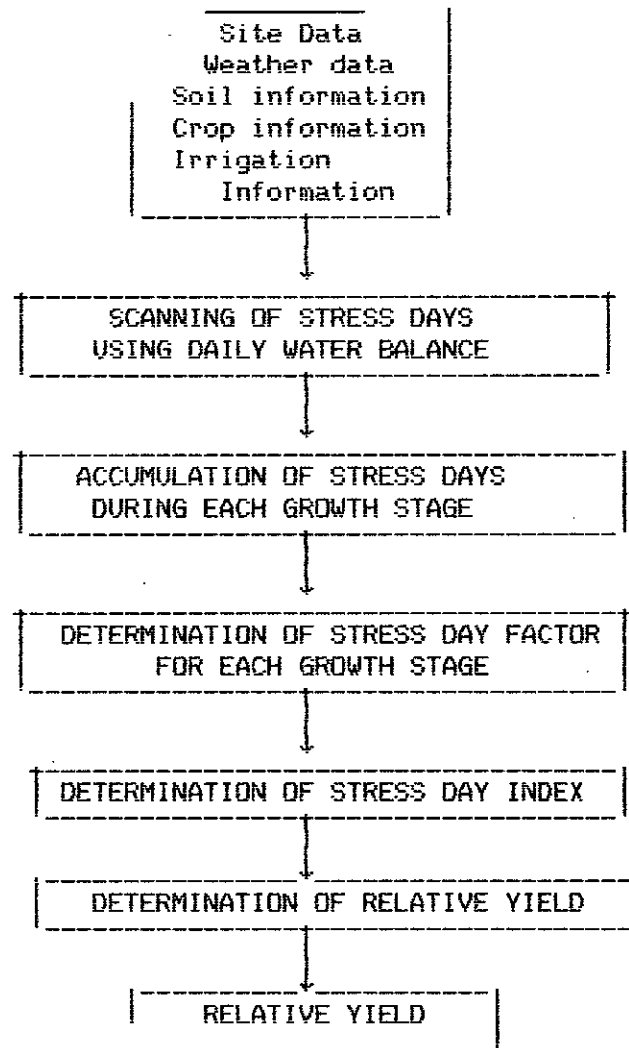 Site Data
Weather data
Soil information
Crop information
Irrigation
Information
SCANNING OF STRESS DAYS
USING DAILY WATER BALANCE
ACCUMULATION OF STRESS DAYS
DURING EACH GROWTH STAGE
DETERMINATION OF STRESS DAY FACTOR
FOR EACH GROWTH STAGE
DETERMINATION OF STRESS DAY INDEX
DETERMINATION OF RELATIVE YIELD
RELATIVE YIELD